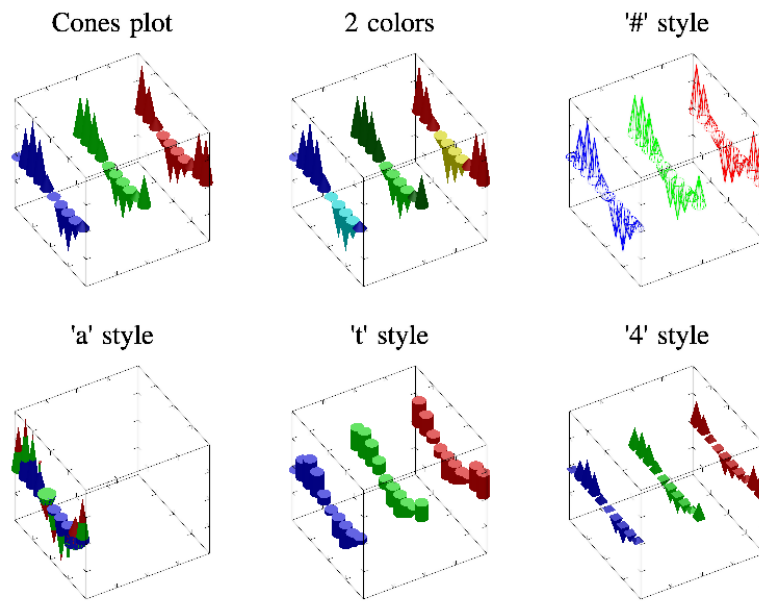 Cones plot
2 colors
'#' style
'a' style
't' style
'4' style